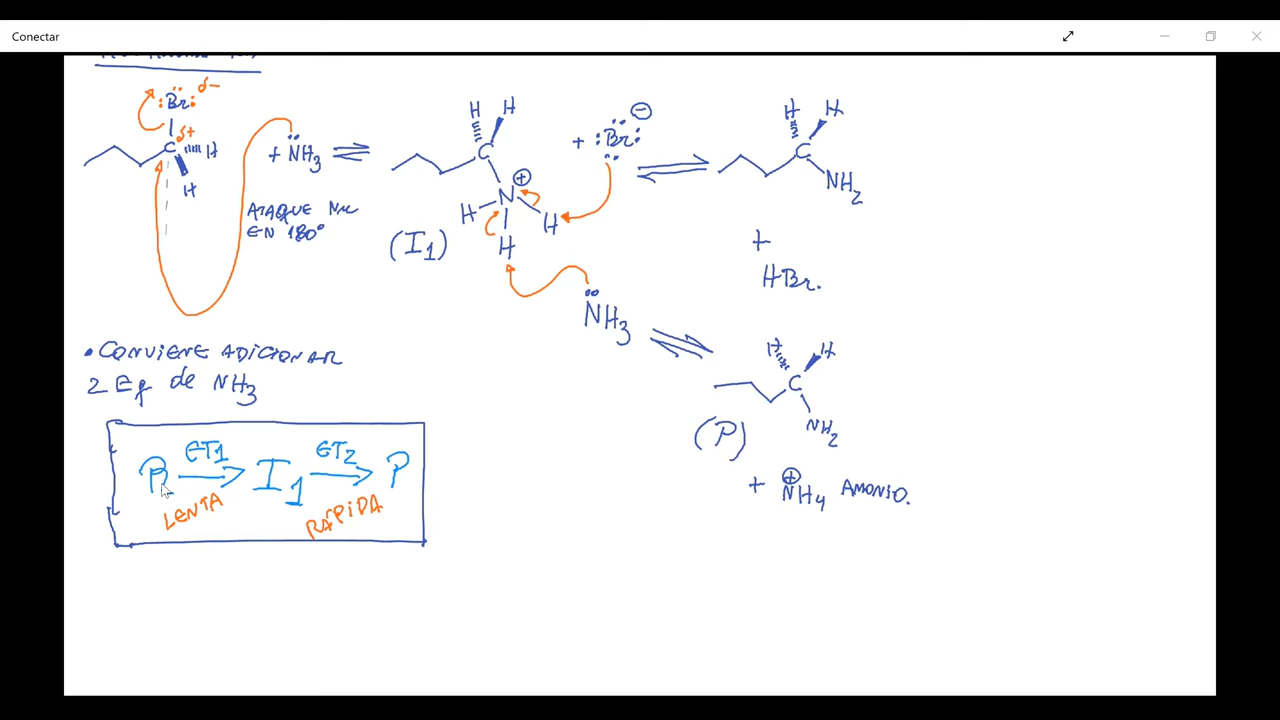 Conectar
:Br: δ-
C δ+ H
H
+ NH3
ATAQUE Nu
EN 180°
H H
C
N ⊕
H H
H
(I1)
+ :Br: ⊖
NH3
H H
C
NH2
+
HBr.
• CONVIENE ADICIONAR
2 Eq de NH3
H H
C
NH2
(P)
+ ⊕NH4 AMONIO.
R ET1 I1 ET2 P
LENTA RÁPIDA